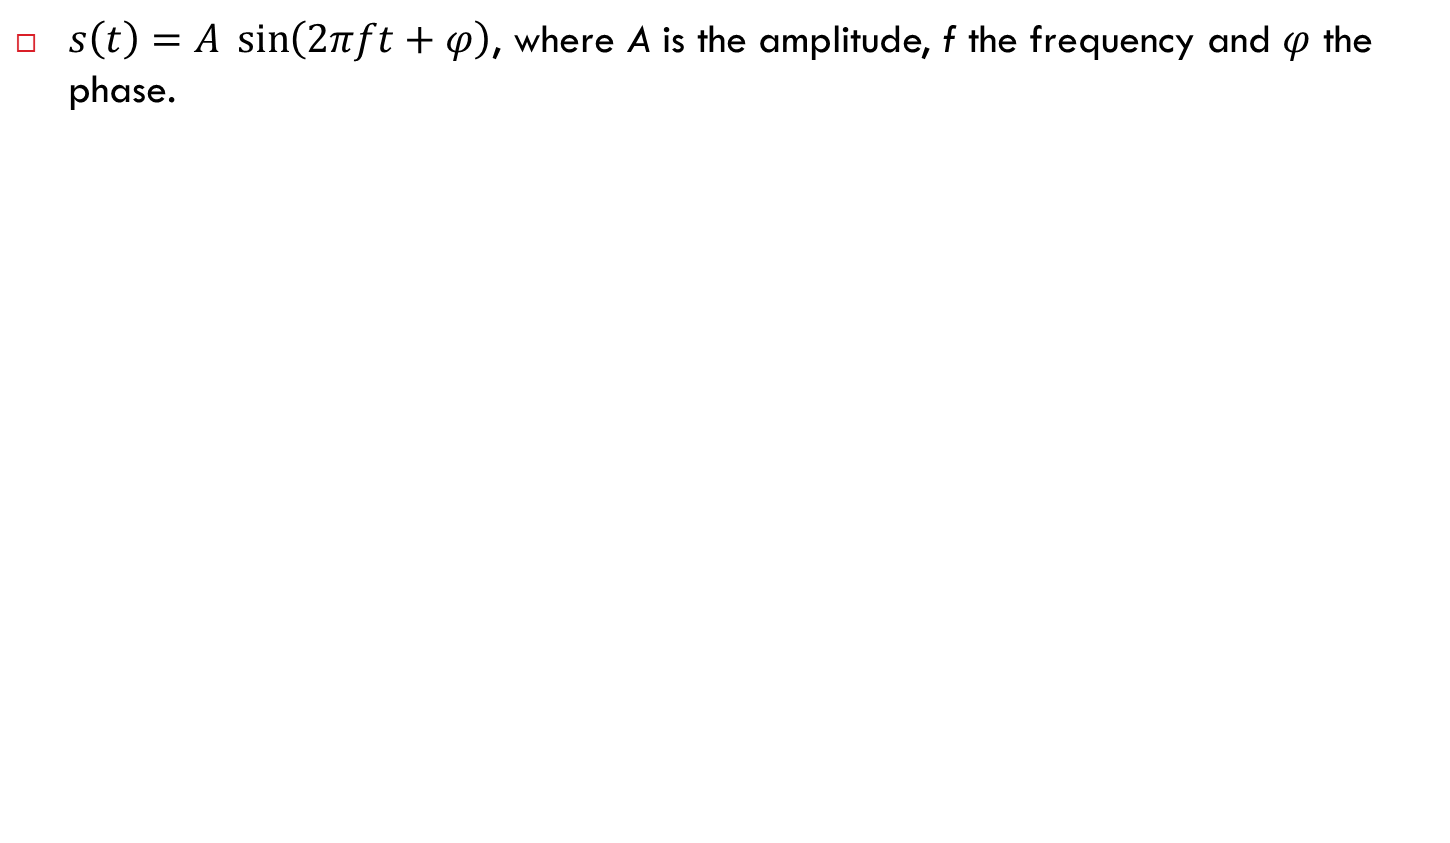 □ s(t) = A sin(2πft + φ), where A is the amplitude, f the frequency and φ the
phase.